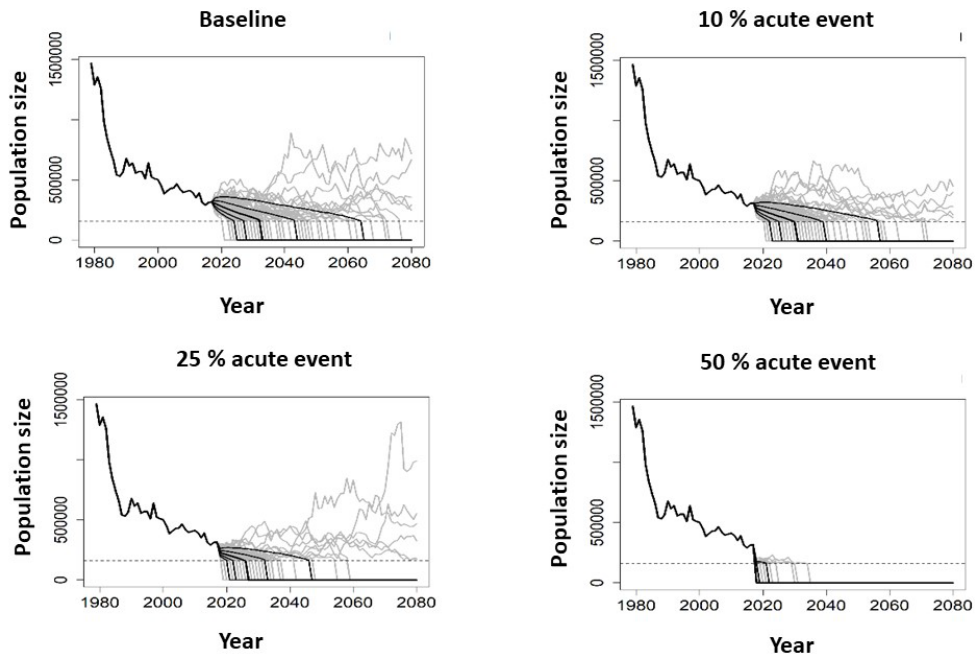 Baseline
Population size
1500000
500000
0
1980 2000 2020 2040 2060 2080
Year
10 % acute event
Population size
1500000
500000
0
1980 2000 2020 2040 2060 2080
Year
25 % acute event
Population size
1500000
500000
0
1980 2000 2020 2040 2060 2080
Year
50 % acute event
Population size
1500000
500000
0
1980 2000 2020 2040 2060 2080
Year